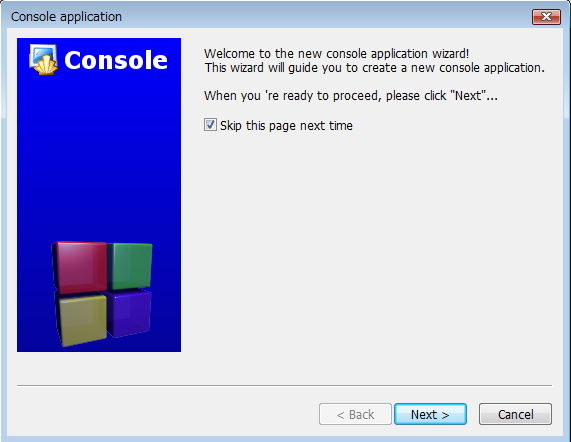 Console application
Console
Welcome to the new console application wizard!
This wizard will guide you to create a new console application.
When you 're ready to proceed, please click "Next"...
Skip this page next time
< Back
Next >
Cancel